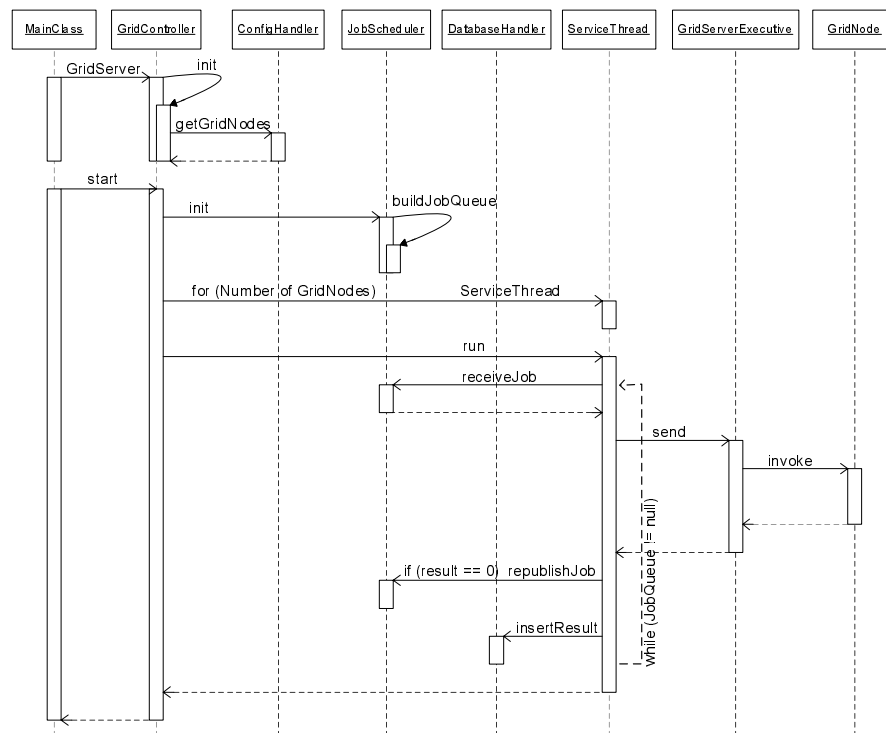 MainClass GridController ConfigHandler JobScheduler DatabaseHandler ServiceThread GridServerExecutive GridNode
GridServer init
getGridNodes
start
init buildJobQueue
for (Number of GridNodes) ServiceThread
run
receiveJob
send
invoke
while (JobQueue != null)
if (result == 0) republishJob
insertResult